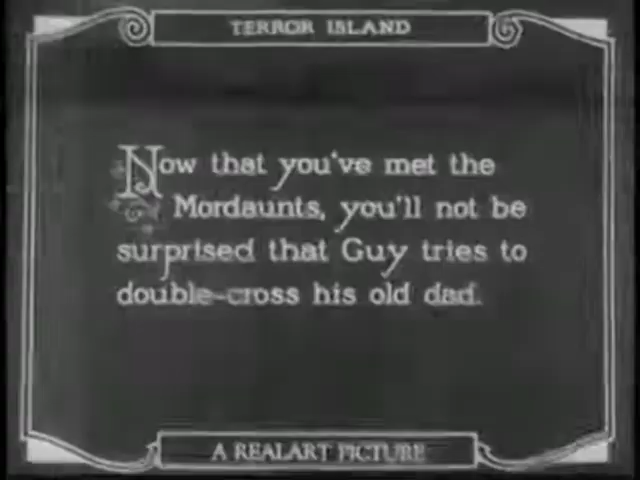 TERROR ISLAND
Now that you've met the
Mordaunts, you'll not be
surprised that Guy tries to
double-cross his old dad.
A REALART PICTURE